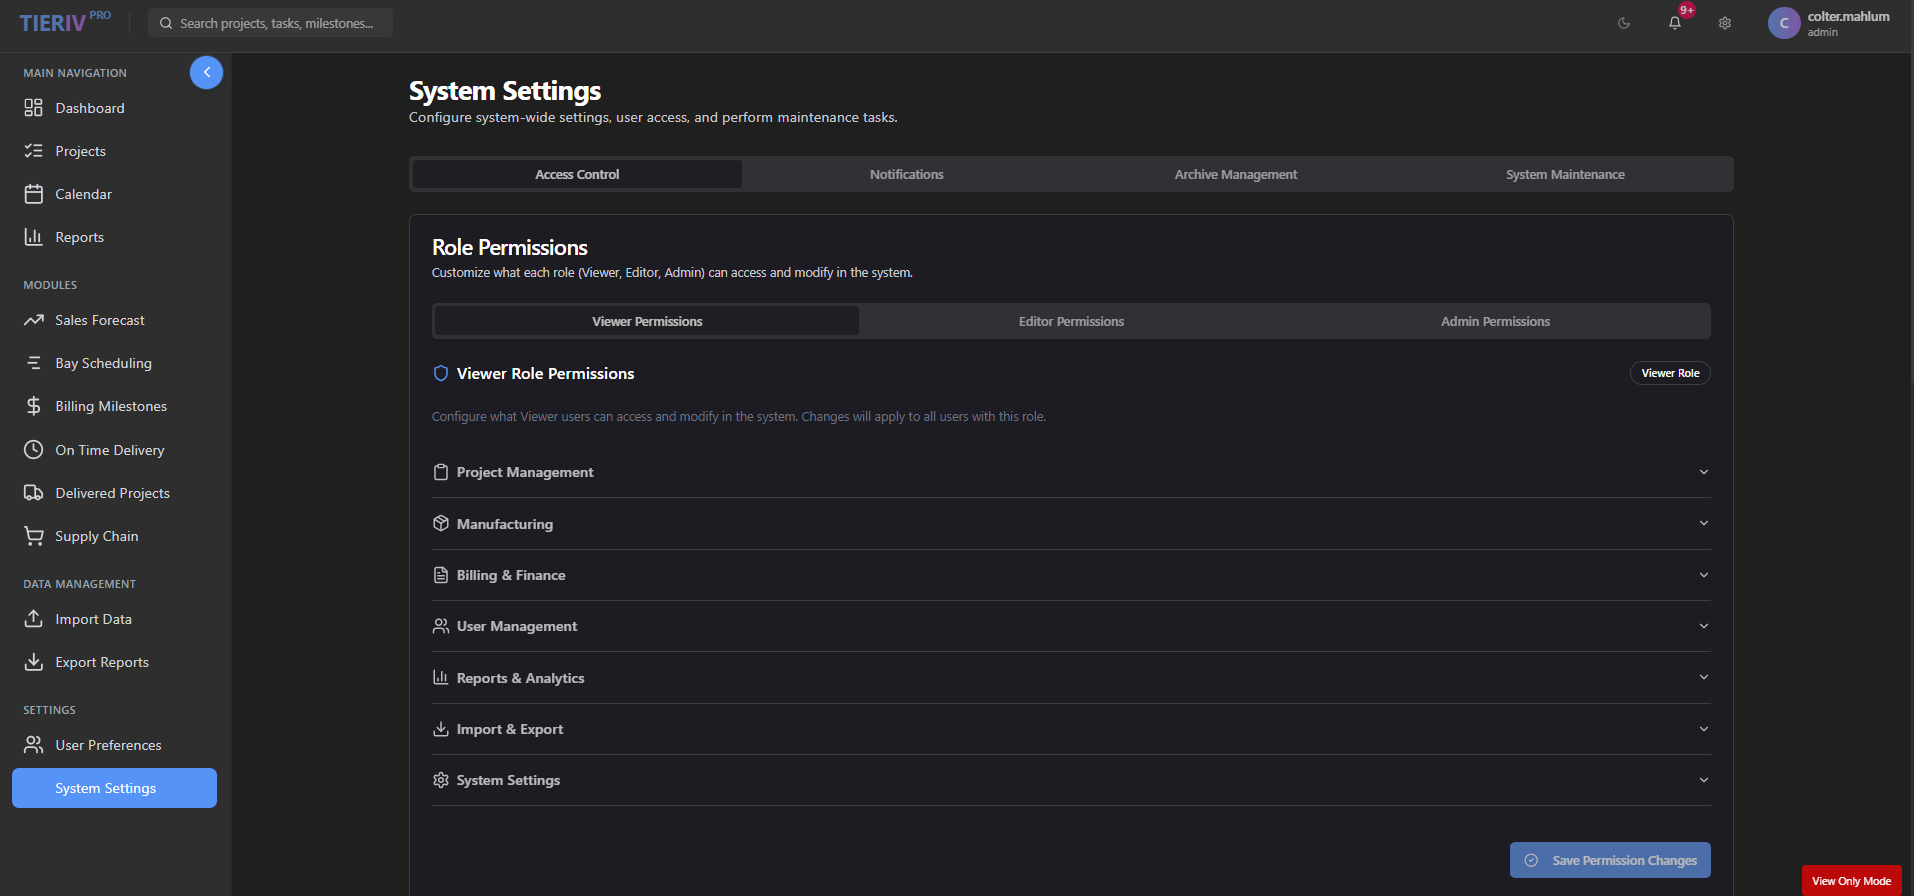 TIERIV PRO
Search projects, tasks, milestones...
9+
C
colter.mahlum
admin
MAIN NAVIGATION
Dashboard
Projects
Calendar
Reports
MODULES
Sales Forecast
Bay Scheduling
Billing Milestones
On Time Delivery
Delivered Projects
Supply Chain
DATA MANAGEMENT
Import Data
Export Reports
SETTINGS
User Preferences
System Settings
System Settings
Configure system-wide settings, user access, and perform maintenance tasks.
Access Control
Notifications
Archive Management
System Maintenance
Role Permissions
Customize what each role (Viewer, Editor, Admin) can access and modify in the system.
Viewer Permissions
Editor Permissions
Admin Permissions
Viewer Role Permissions
Viewer Role
Configure what Viewer users can access and modify in the system. Changes will apply to all users with this role.
Project Management
Manufacturing
Billing & Finance
User Management
Reports & Analytics
Import & Export
System Settings
Save Permission Changes
View Only Mode